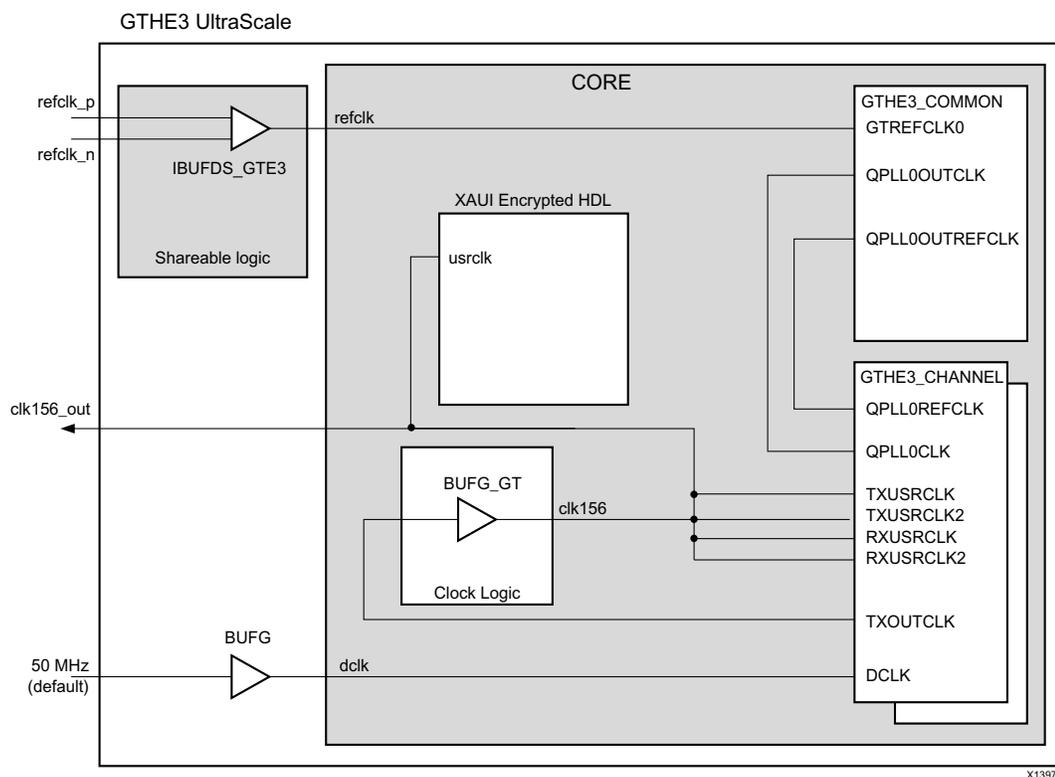 GTHE3 UltraScale
CORE
refclk_p
refclk_n
IBUFDS_GTE3
Shareable logic
refclk
GTHE3_COMMON
GTREFCLK0
QPLL0OUTCLK
QPLL0OUTREFCLK
XAUI Encrypted HDL
usrclk
GTHE3_CHANNEL
QPLL0REFCLK
QPLL0CLK
TXUSRCLK
TXUSRCLK2
RXUSRCLK
RXUSRCLK2
TXOUTCLK
DCLK
clk156_out
BUFG_GT
clk156
Clock Logic
BUFG
50 MHz
(default)
dclk
X1397